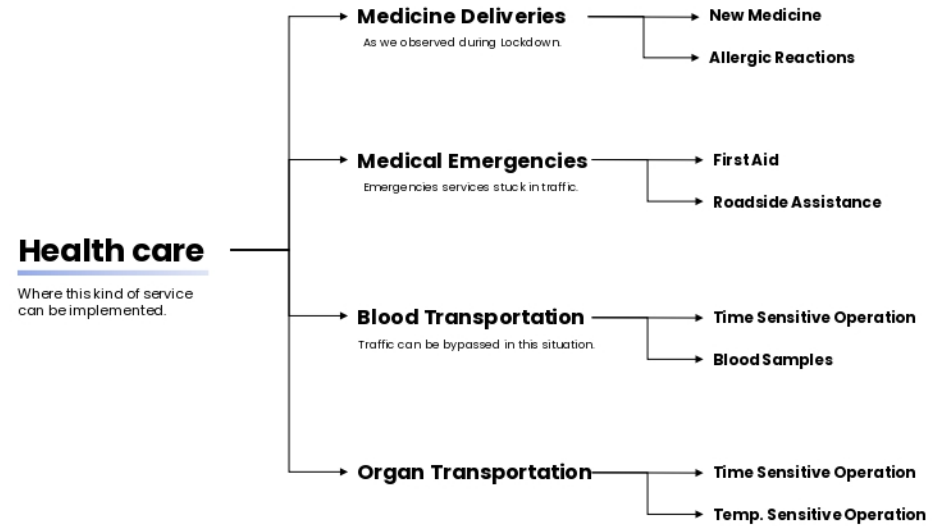 Health care
Where this kind of service
can be implemented.
Medicine Deliveries
As we observed during Lockdown.
New Medicine
Allergic Reactions
Medical Emergencies
Emergencies services stuck in traffic.
First Aid
Roadside Assistance
Blood Transportation
Traffic can be bypassed in this situation.
Time Sensitive Operation
Blood Samples
Organ Transportation
Time Sensitive Operation
Temp. Sensitive Operation